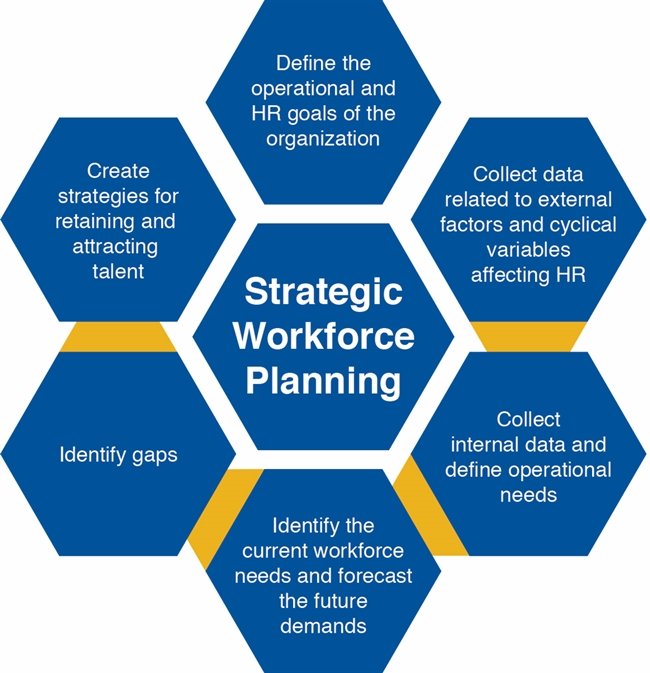 Define the
operational and
HR goals of the
organization
Collect data
related to external
factors and cyclical
variables
affecting HR
Collect
internal data and
define operational
needs
Identify the
current workforce
needs and forecast
the future
demands
Identify gaps
Create
strategies for
retaining and
attracting
talent
Strategic
Workforce
Planning